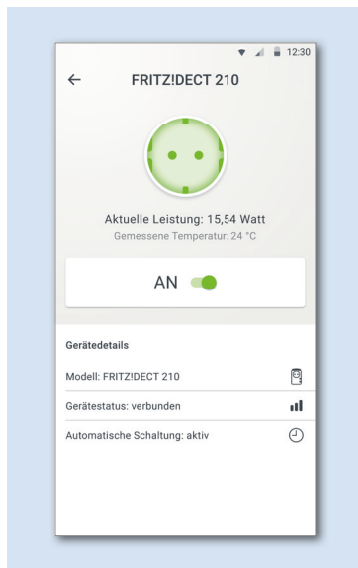 12:30
FRITZ!DECT 210
Aktuelle Leistung: 15,54 Watt
Gemessene Temperatur: 24 °C
AN
Gerätedetails
Modell: FRITZ!DECT 210
Gerätestatus: verbunden
Automatische Schaltung: aktiv